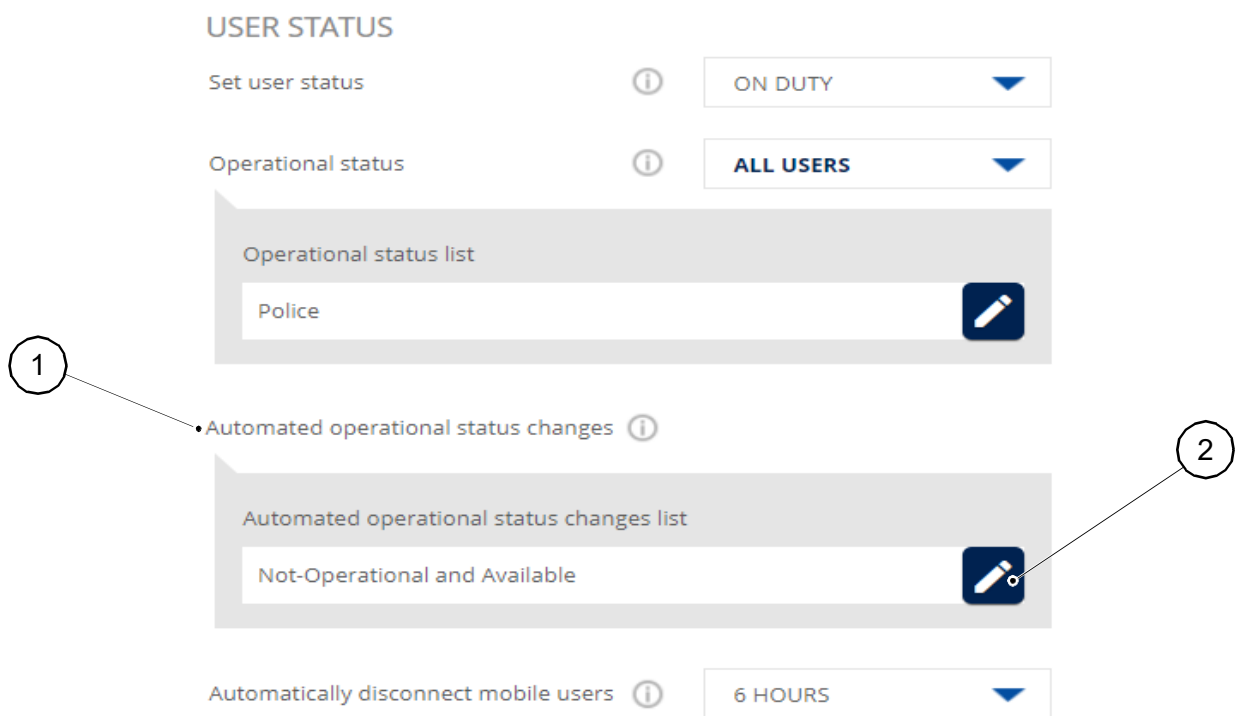 USER STATUS
Set user status
ON DUTY
Operational status
ALL USERS
Operational status list
Police
1
Automated operational status changes
2
Automated operational status changes list
Not-Operational and Available
Automatically disconnect mobile users
6 HOURS